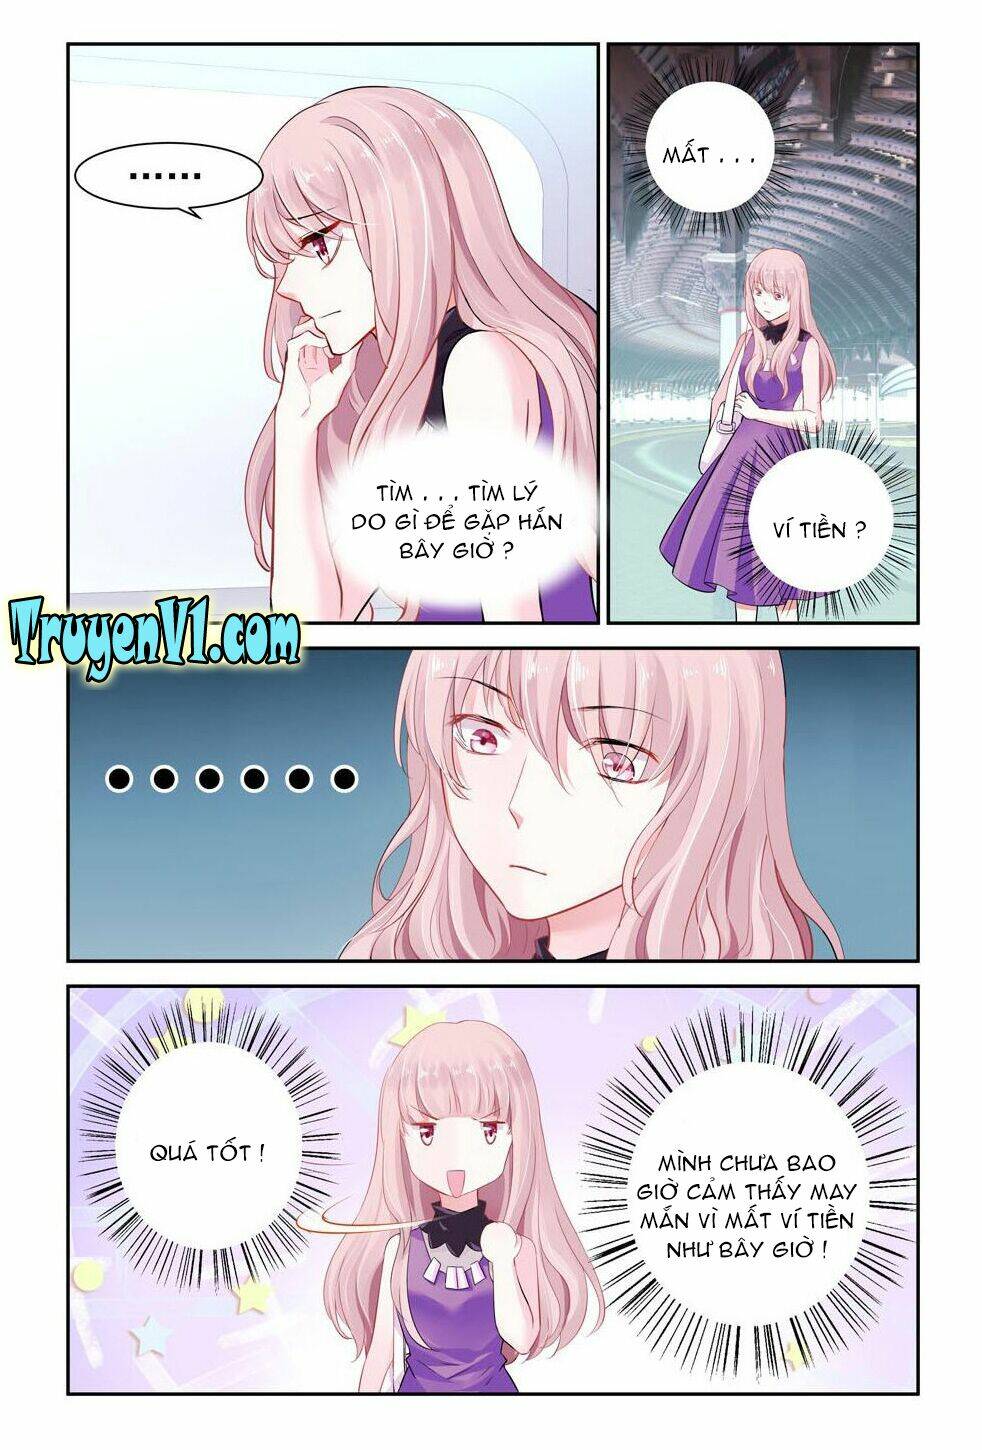 ......
TÌM . . . TÌM LÝ
DO GÌ ĐỂ GẶP HẮN
BÂY GIỜ ?
MẤT . . .
VÍ TIỀN ?
TruyenV1.com
......
QUÁ TỐT !
MÌNH CHƯA BAO
GIỜ CẢM THẤY MAY
MẮN VÌ MẤT VÍ TIỀN
NHƯ BÂY GIỜ !